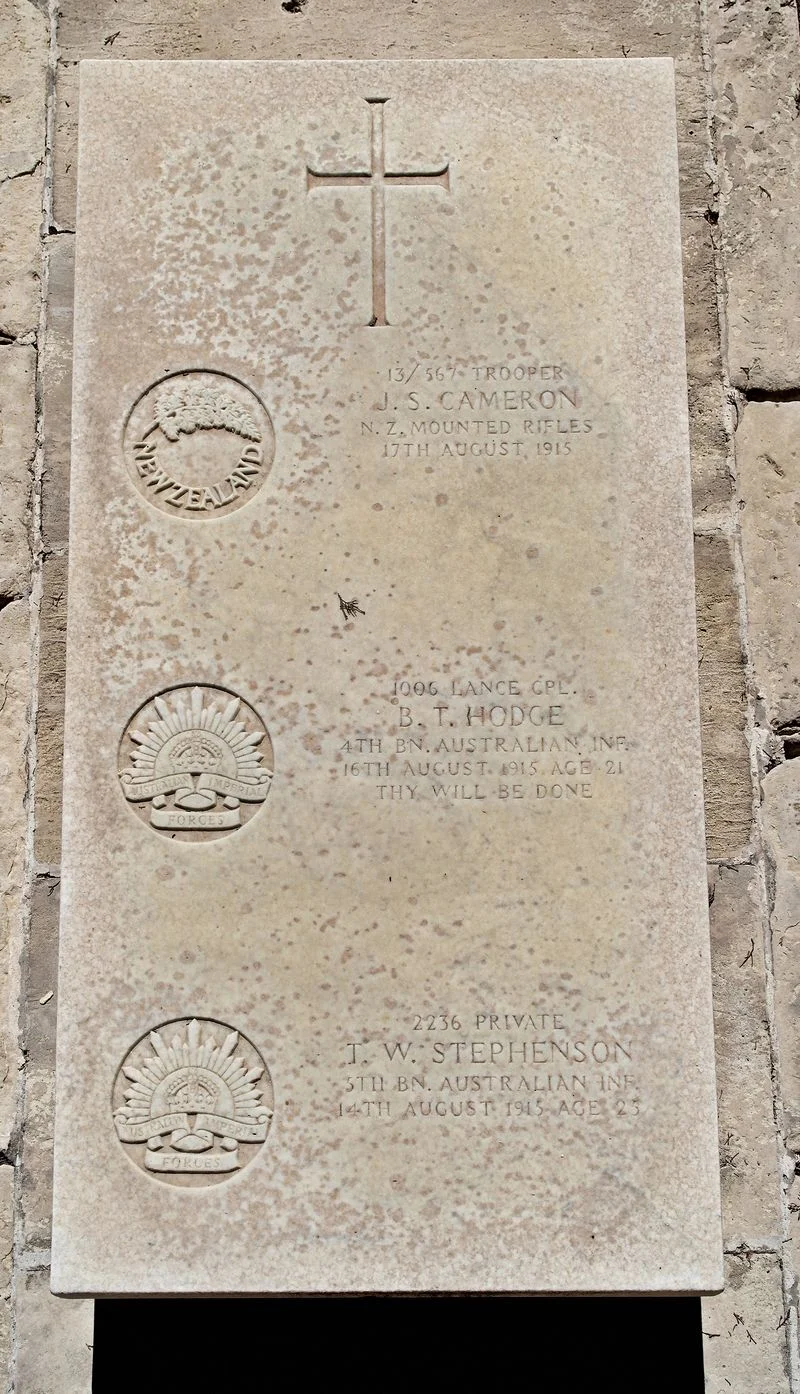 13/567 TROOPER
J. S. CAMERON
N.Z. MOUNTED RIFLES
17TH AUGUST 1915
NEW ZEALAND
1006 LANCE CPL.
B. T. HODGE
4TH BN. AUSTRALIAN INF.
16TH AUGUST 1915 AGE 21
THY WILL BE DONE
AUSTRALIAN IMPERIAL
FORCES
2236 PRIVATE
T. W. STEPHENSON
5TH BN. AUSTRALIAN INF.
14TH AUGUST 1915 AGE 25
AUSTRALIAN IMPERIAL
FORCES